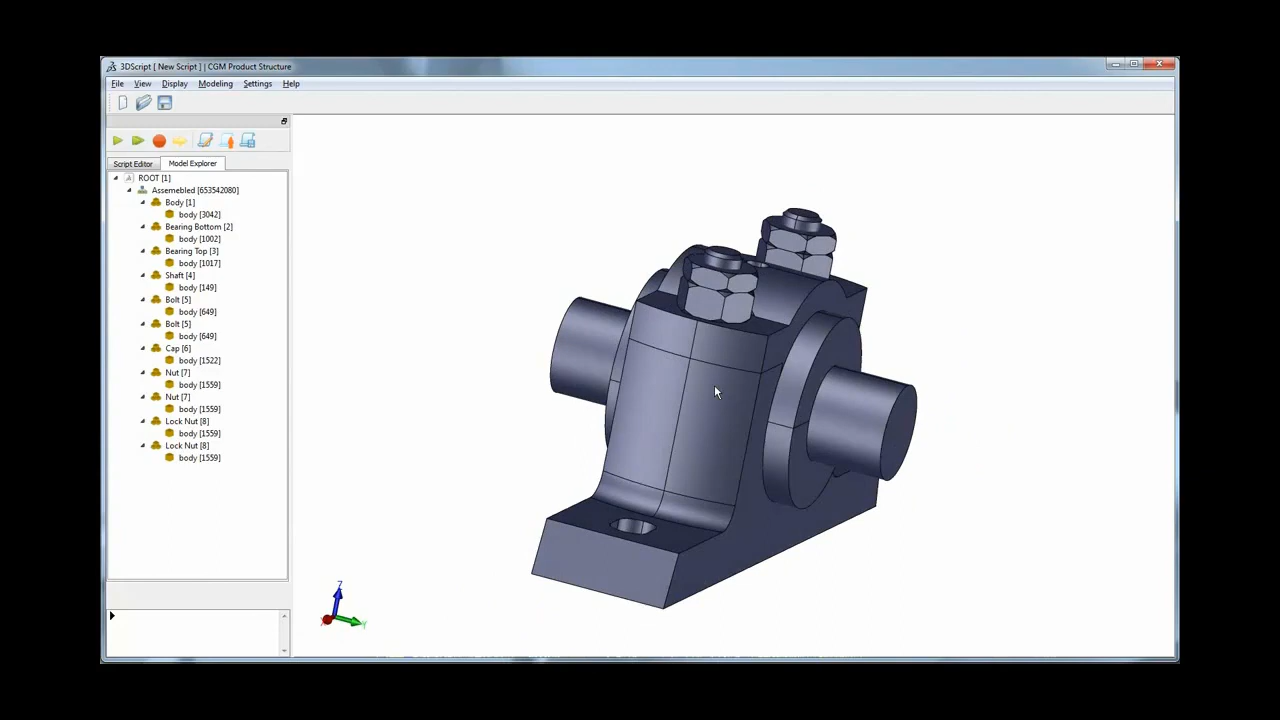 3DScript [ New Script ] | CGM Product Structure
File View Display Modeling Settings Help
Script Editor Model Explorer
ROOT [1]
Assemebled [653542080]
Body [1]
body [3042]
Bearing Bottom [2]
body [1002]
Bearing Top [3]
body [1017]
Shaft [4]
body [149]
Bolt [5]
body [649]
Bolt [5]
body [649]
Cap [6]
body [1522]
Nut [7]
body [1559]
Nut [7]
body [1559]
Lock Nut [8]
body [1559]
Lock Nut [8]
body [1559]
Z
X
Y